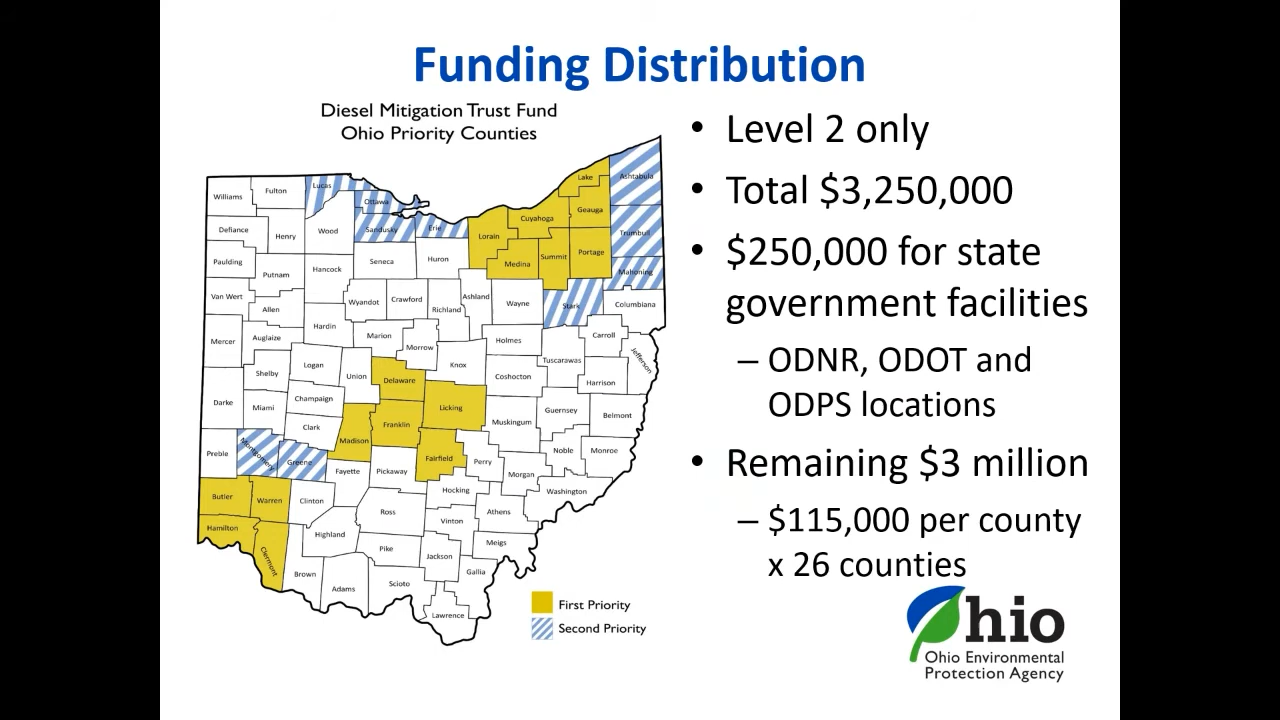 Funding Distribution
Diesel Mitigation Trust Fund
Ohio Priority Counties
Williams
Fulton
Lucas
Ottawa
Defiance
Henry
Wood
Sandusky
Erie
Lorain
Cuyahoga
Lake
Geauga
Ashtabula
Trumbull
Paulding
Putnam
Hancock
Seneca
Huron
Medina
Summit
Portage
Mahoning
Van Wert
Allen
Wyandot
Crawford
Richland
Ashland
Wayne
Stark
Columbiana
Mercer
Auglaize
Hardin
Marion
Morrow
Knox
Holmes
Carroll
Jefferson
Shelby
Logan
Union
Delaware
Coshocton
Tuscarawas
Harrison
Darke
Miami
Champaign
Clark
Madison
Franklin
Licking
Muskingum
Guernsey
Belmont
Preble
Montgomery
Greene
Fayette
Pickaway
Fairfield
Perry
Morgan
Noble
Monroe
Butler
Warren
Clinton
Ross
Hocking
Athens
Washington
Hamilton
Clermont
Highland
Pike
Vinton
Jackson
Meigs
Gallia
Brown
Adams
Scioto
Lawrence
First Priority
Second Priority
• Level 2 only
• Total $3,250,000
• $250,000 for state
government facilities
– ODNR, ODOT and
ODPS locations
• Remaining $3 million
– $115,000 per county
x 26 counties
Ohio
Ohio Environmental
Protection Agency